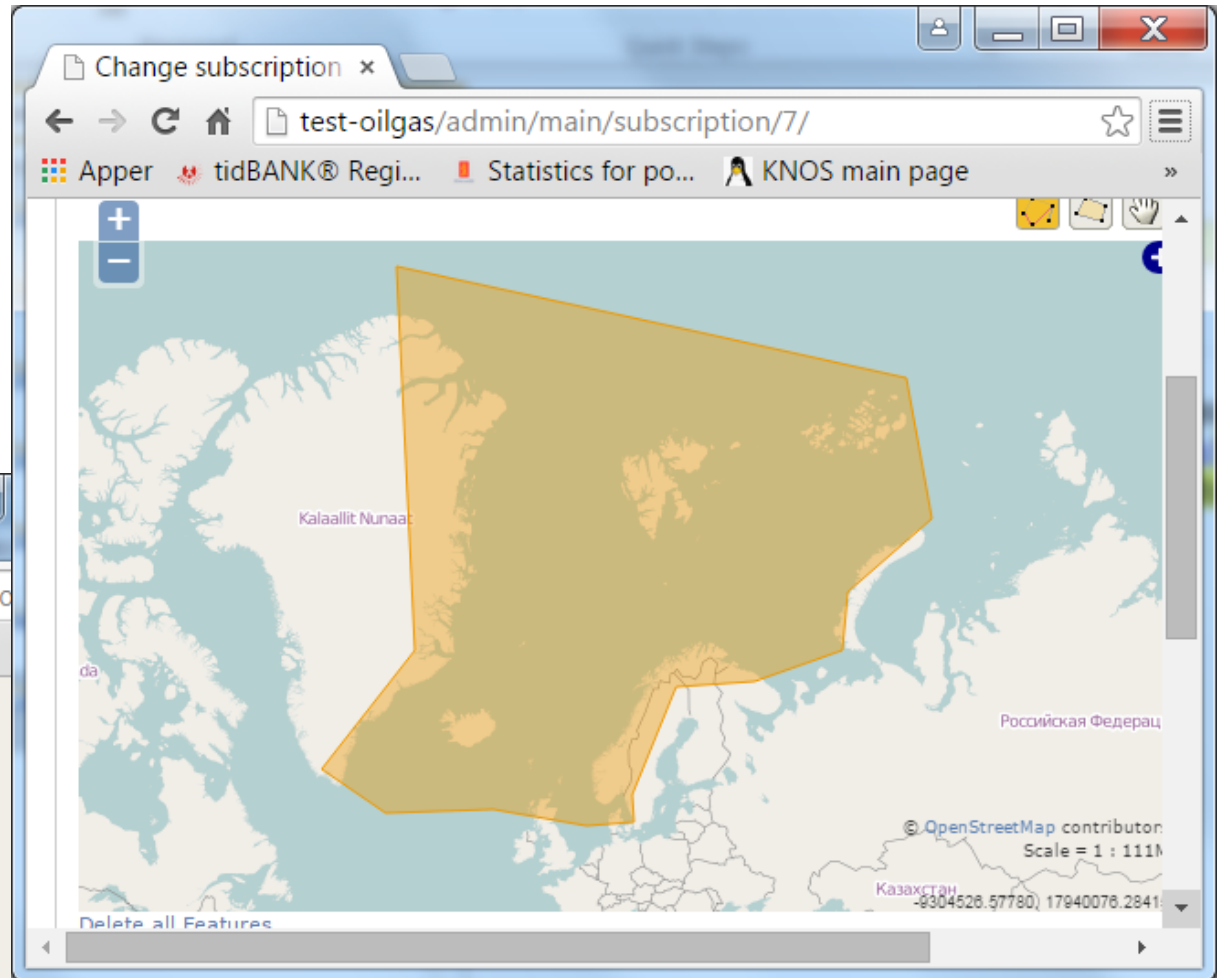 Change subscription ×
test-oilgas/admin/main/subscription/7/
Apper tidBANK® Regi... Statistics for po... KNOS main page »
+
−
Kalaallit Nunaat
da
Российская Федерац
© OpenStreetMap contributor
Scale = 1 : 111M
Казахстан
-9304526.57780, 17940076.2841
Delete all Features